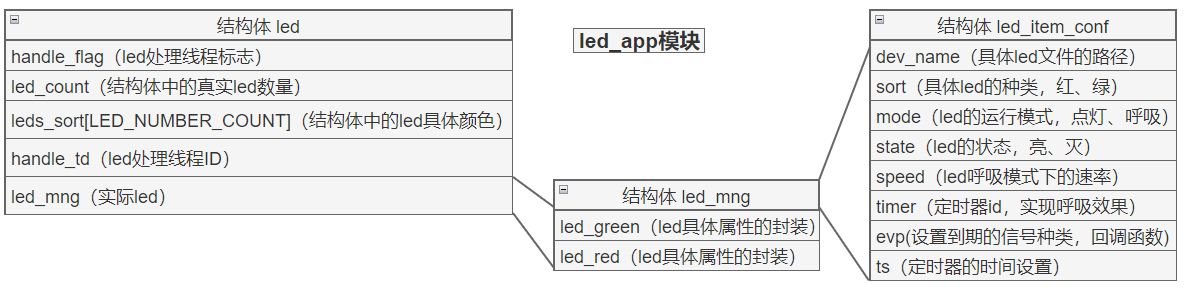 结构体 led
handle_flag（led处理线程标志）
led_count（结构体中的真实led数量）
leds_sort[LED_NUMBER_COUNT]（结构体中的led具体颜色）
handle_td（led处理线程ID）
led_mng（实际led）
led_app模块
结构体 led_mng
led_green（led具体属性的封装）
led_red（led具体属性的封装）
结构体 led_item_conf
dev_name（具体led文件的路径）
sort（具体led的种类，红、绿）
mode（led的运行模式，点灯、呼吸）
state（led的状态，亮、灭）
speed（led呼吸模式下的速率）
timer（定时器id，实现呼吸效果）
evp(设置到期的信号种类，回调函数)
ts（定时器的时间设置）